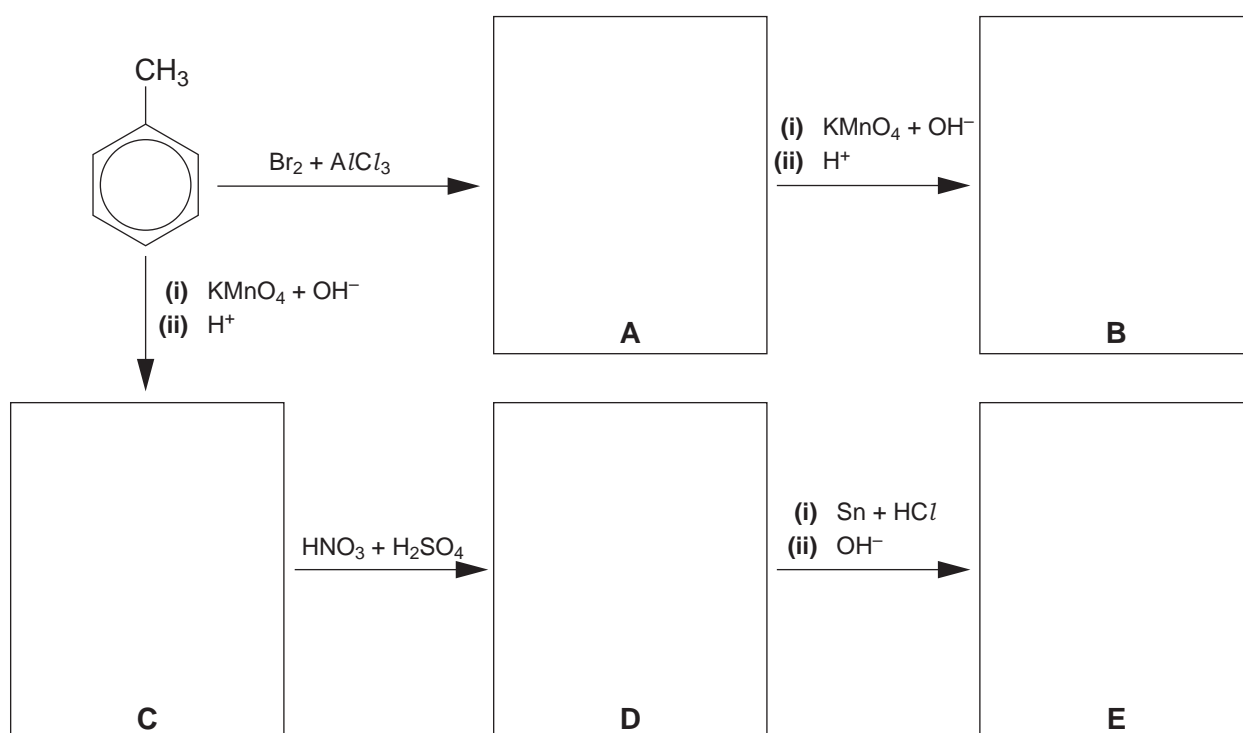 CH₃
Br₂ + AlCl₃
(i) KMnO₄ + OH⁻
(ii) H⁺
A
B
(i) KMnO₄ + OH⁻
(ii) H⁺
HNO₃ + H₂SO₄
(i) Sn + HCl
(ii) OH⁻
C
D
E